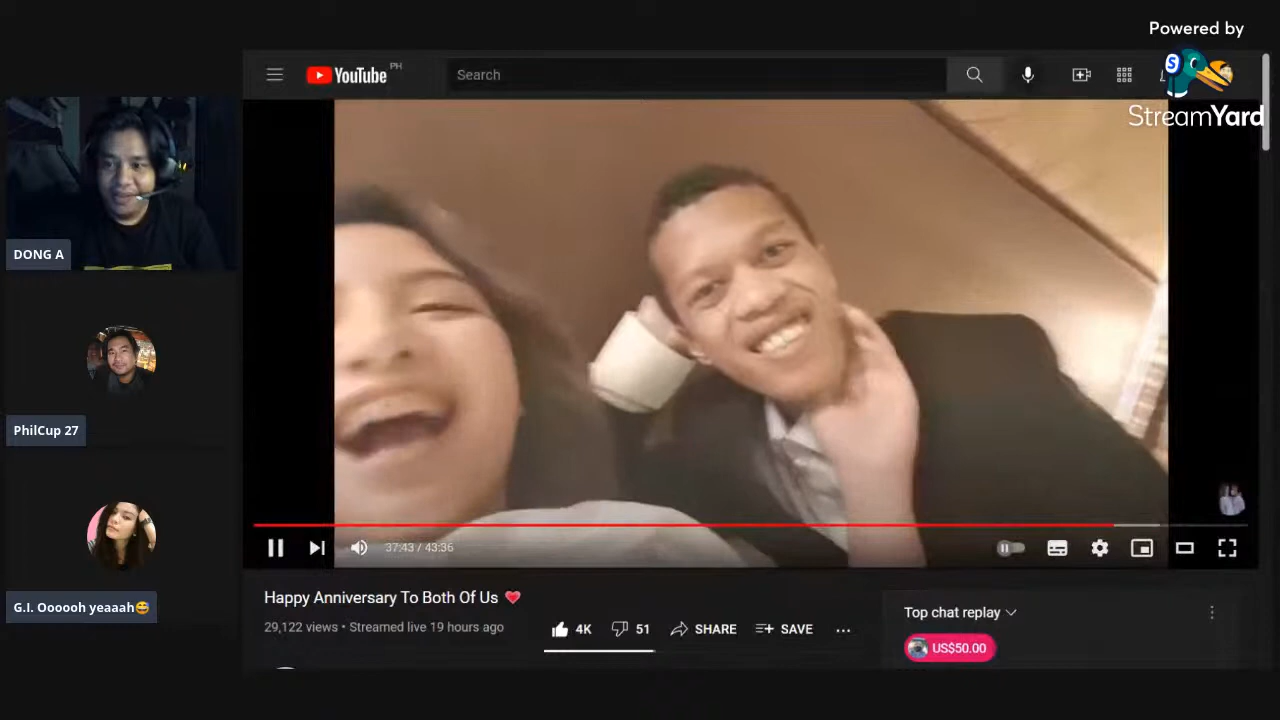 Powered by
StreamYard
YouTube PH
Search
DONG A
PhilCup 27
G.I. Oooooh yeaaah😅
37:43 / 43:36
Happy Anniversary To Both Of Us ❤️
29,122 views • Streamed live 19 hours ago
4K
51
SHARE
SAVE
Top chat replay
US$50.00